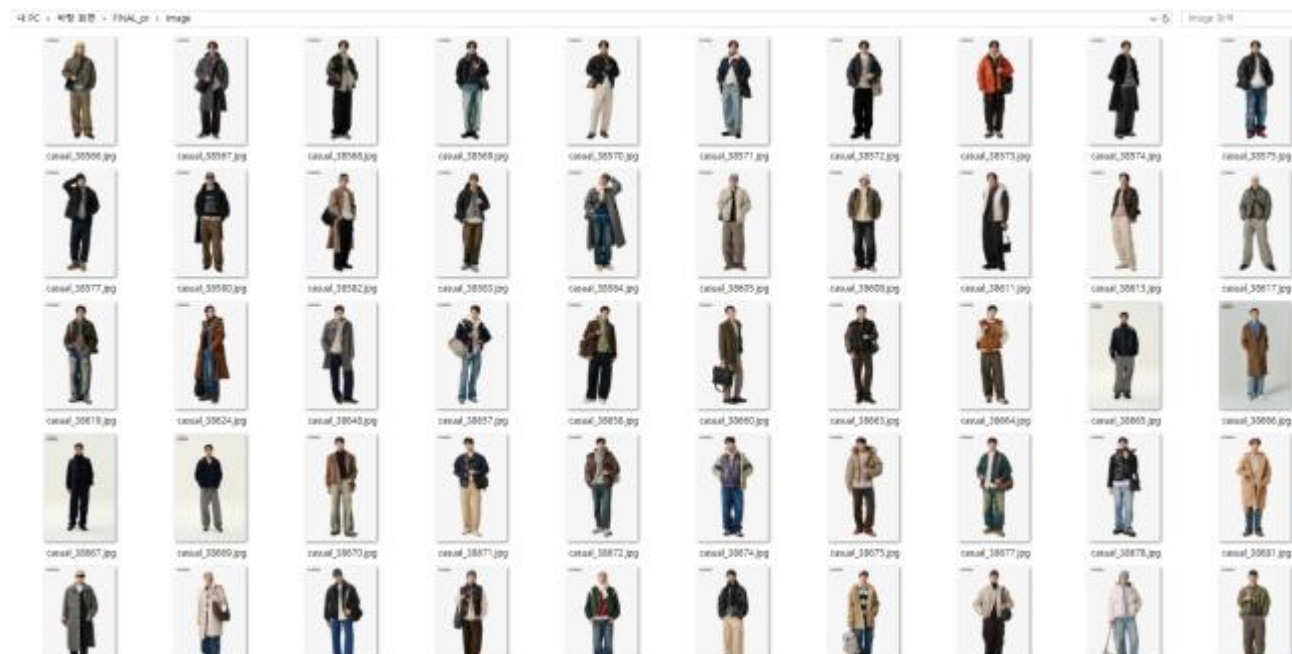 내 PC > 바탕 화면 > FINAL_pr > image
image 검색
casual_38566.jpg casual_38567.jpg casual_38568.jpg casual_38569.jpg casual_38570.jpg casual_38571.jpg casual_38572.jpg casual_38573.jpg casual_38574.jpg casual_38575.jpg
casual_38577.jpg casual_38580.jpg casual_38582.jpg casual_38583.jpg casual_38584.jpg casual_38605.jpg casual_38608.jpg casual_38611.jpg casual_38613.jpg casual_38617.jpg
casual_38619.jpg casual_38624.jpg casual_38648.jpg casual_38657.jpg casual_38658.jpg casual_38660.jpg casual_38663.jpg casual_38664.jpg casual_38665.jpg casual_38666.jpg
casual_38667.jpg casual_38669.jpg casual_38670.jpg casual_38671.jpg casual_38672.jpg casual_38674.jpg casual_38675.jpg casual_38677.jpg casual_38678.jpg casual_38681.jpg